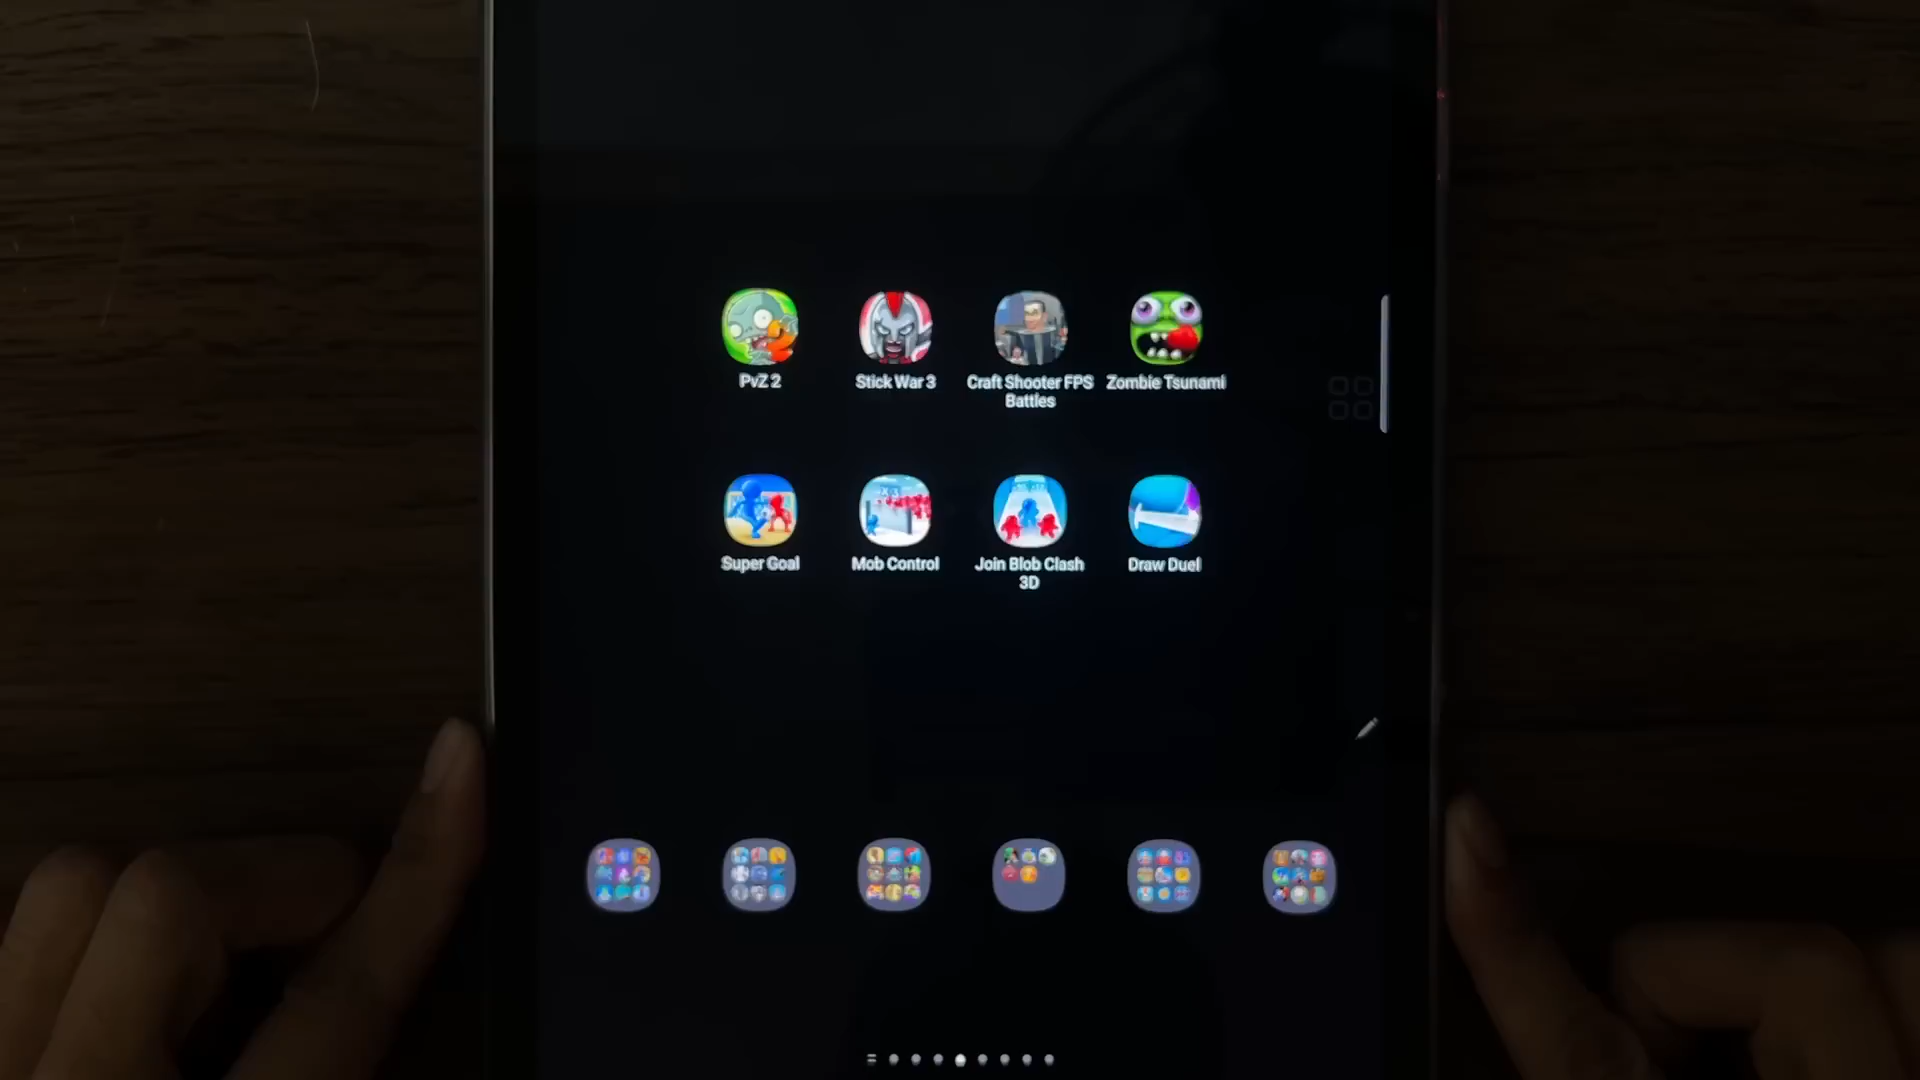 PvZ 2
Stick War 3
Craft Shooter FPS
Battles
Zombie Tsunami
Super Goal
Mob Control
Join Blob Clash
3D
Draw Duel